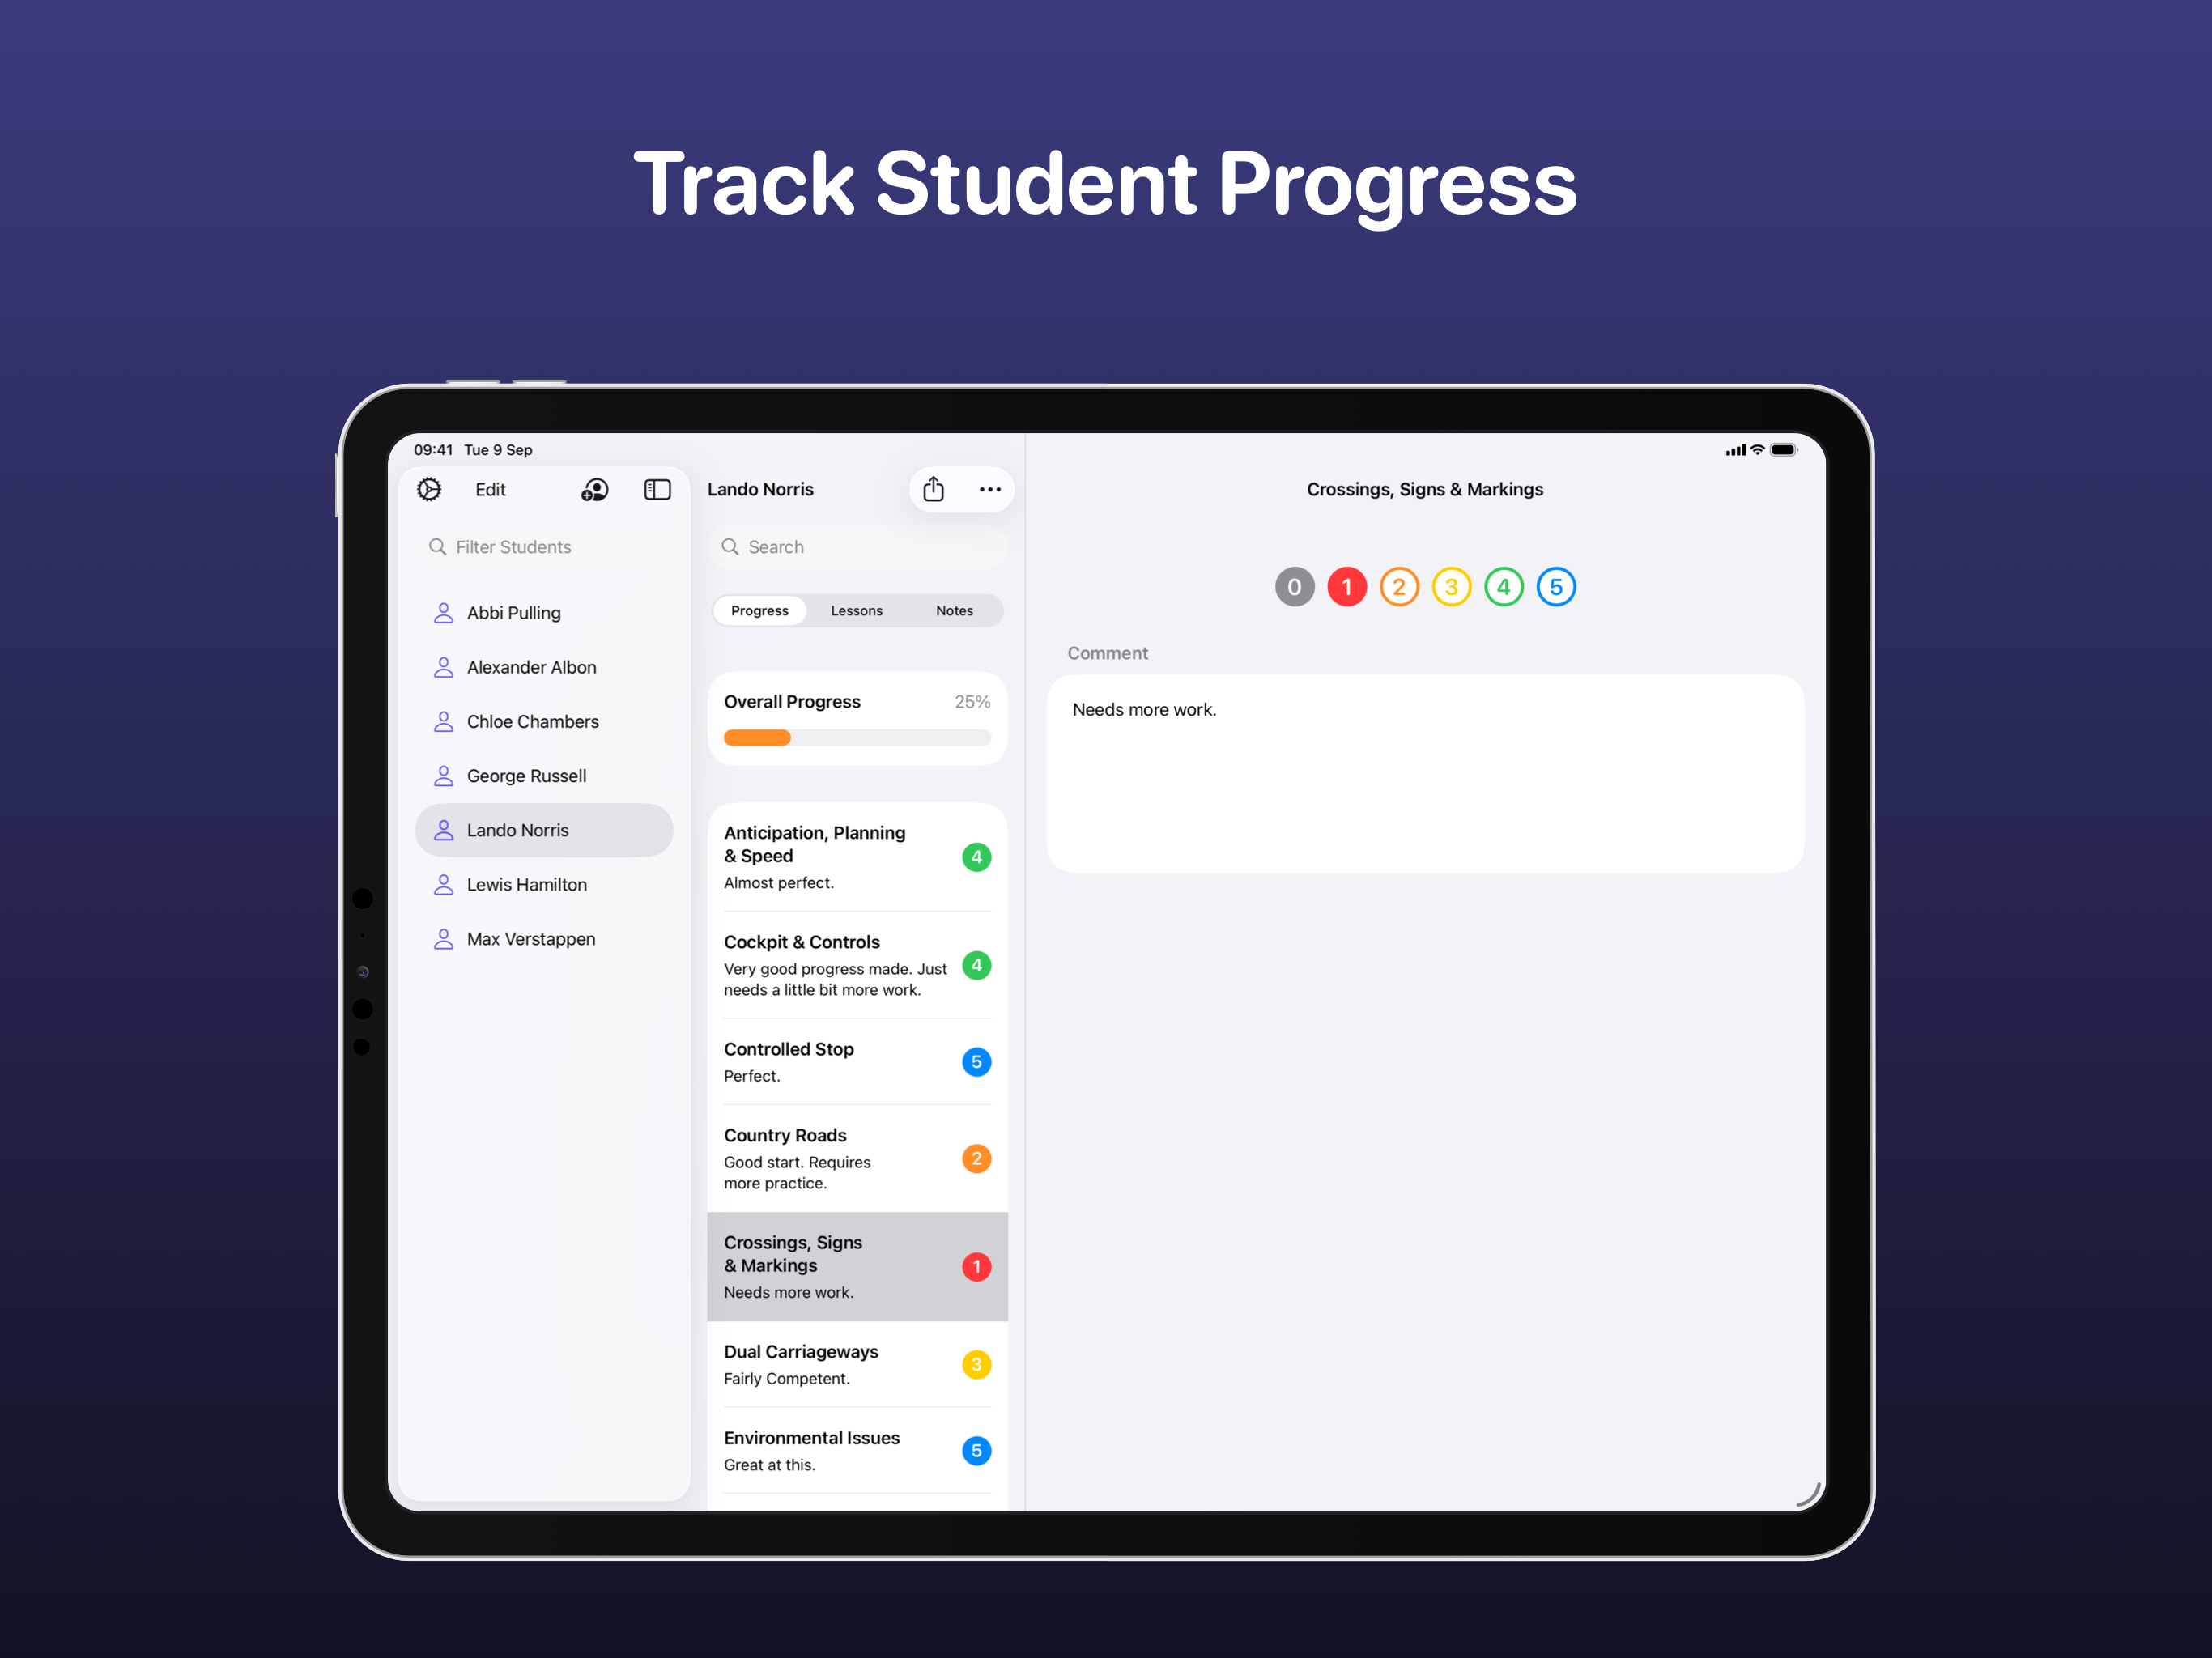 Track Student Progress
09:41 Tue 9 Sep
Edit
Filter Students
Abbi Pulling
Alexander Albon
Chloe Chambers
George Russell
Lando Norris
Lewis Hamilton
Max Verstappen
Lando Norris
Search
Progress Lessons Notes
Overall Progress 25%
Anticipation, Planning
& Speed
Almost perfect.
4
Cockpit & Controls
Very good progress made. Just
needs a little bit more work.
4
Controlled Stop
Perfect.
5
Country Roads
Good start. Requires
more practice.
2
Crossings, Signs
& Markings
Needs more work.
1
Dual Carriageways
Fairly Competent.
3
Environmental Issues
Great at this.
5
Crossings, Signs & Markings
0 1 2 3 4 5
Comment
Needs more work.